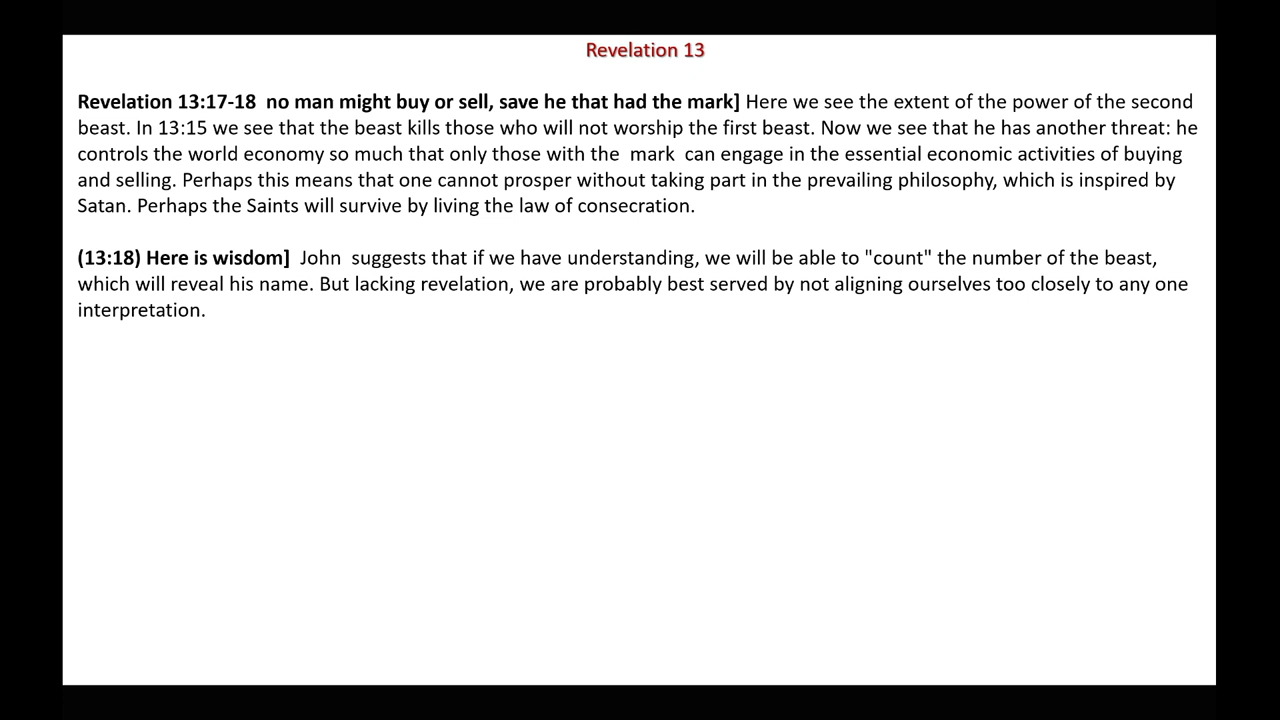 Revelation 13
Revelation 13:17-18  no man might buy or sell, save he that had the mark] Here we see the extent of the power of the second
beast. In 13:15 we see that the beast kills those who will not worship the first beast. Now we see that he has another threat: he
controls the world economy so much that only those with the  mark  can engage in the essential economic activities of buying
and selling. Perhaps this means that one cannot prosper without taking part in the prevailing philosophy, which is inspired by
Satan. Perhaps the Saints will survive by living the law of consecration.
(13:18) Here is wisdom]  John  suggests that if we have understanding, we will be able to "count" the number of the beast,
which will reveal his name. But lacking revelation, we are probably best served by not aligning ourselves too closely to any one
interpretation.